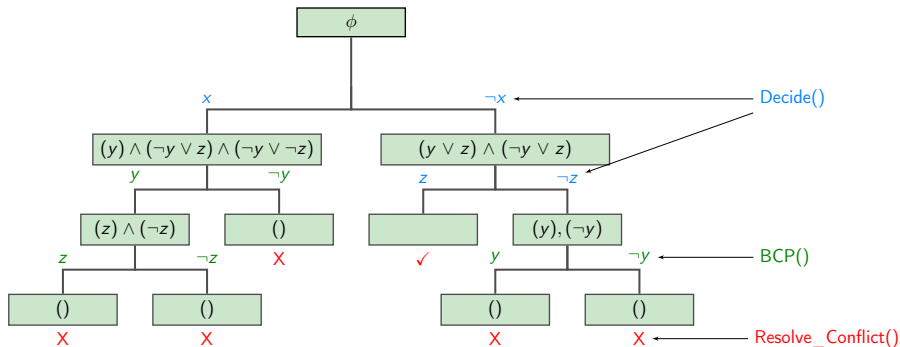 ϕ
x ¬x Decide()
(y) ∧ (¬y ∨ z) ∧ (¬y ∨ ¬z) (y ∨ z) ∧ (¬y ∨ z)
y ¬y z ¬z
(z) ∧ (¬z) () (y), (¬y)
z ¬z X ✓ y ¬y BCP()
() () () ()
X X X X Resolve_Conflict()